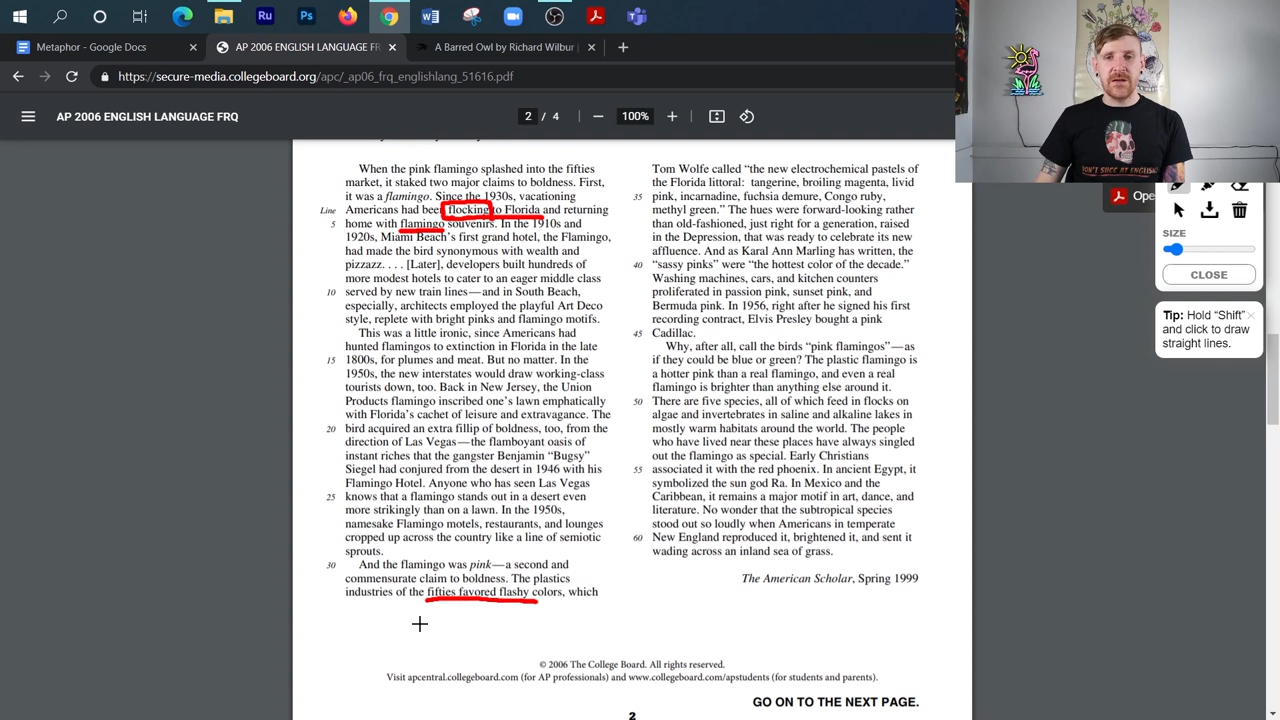 Metaphor - Google Docs
AP 2006 ENGLISH LANGUAGE FR
A Barred Owl by Richard Wilbur
https://secure-media.collegeboard.org/apc/_ap06_frq_englishlang_51616.pdf
AP 2006 ENGLISH LANGUAGE FRQ
2 / 4
100%
When the pink flamingo splashed into the fifties
market, it staked two major claims to boldness. First,
it was a flamingo. Since the 1930s, vacationing
Line Americans had been flocking to Florida and returning
5 home with flamingo souvenirs. In the 1910s and
1920s, Miami Beach's first grand hotel, the Flamingo,
had made the bird synonymous with wealth and
pizzazz. . . . [Later], developers built hundreds of
more modest hotels to cater to an eager middle class
10 served by new train lines—and in South Beach,
especially, architects employed the playful Art Deco
style, replete with bright pinks and flamingo motifs.
This was a little ironic, since Americans had
hunted flamingos to extinction in Florida in the late
15 1800s, for plumes and meat. But no matter. In the
1950s, the new interstates would draw working-class
tourists down, too. Back in New Jersey, the Union
Products flamingo inscribed one's lawn emphatically
with Florida's cachet of leisure and extravagance. The
20 bird acquired an extra fillip of boldness, too, from the
direction of Las Vegas—the flamboyant oasis of
instant riches that the gangster Benjamin “Bugsy”
Siegel had conjured from the desert in 1946 with his
Flamingo Hotel. Anyone who has seen Las Vegas
25 knows that a flamingo stands out in a desert even
more strikingly than on a lawn. In the 1950s,
namesake Flamingo motels, restaurants, and lounges
cropped up across the country like a line of semiotic
sprouts.
30 And the flamingo was pink—a second and
commensurate claim to boldness. The plastics
industries of the fifties favored flashy colors, which
Tom Wolfe called “the new electrochemical pastels of
the Florida littoral: tangerine, broiling magenta, livid
35 pink, incarnadine, fuchsia demure, Congo ruby,
methyl green.” The hues were forward-looking rather
than old-fashioned, just right for a generation, raised
in the Depression, that was ready to celebrate its new
affluence. And as Karal Ann Marling has written, the
40 “sassy pinks” were “the hottest color of the decade.”
Washing machines, cars, and kitchen counters
proliferated in passion pink, sunset pink, and
Bermuda pink. In 1956, right after he signed his first
recording contract, Elvis Presley bought a pink
45 Cadillac.
Why, after all, call the birds “pink flamingos”—as
if they could be blue or green? The plastic flamingo is
a hotter pink than a real flamingo, and even a real
flamingo is brighter than anything else around it.
50 There are five species, all of which feed in flocks on
algae and invertebrates in saline and alkaline lakes in
mostly warm habitats around the world. The people
who have lived near these places have always singled
out the flamingo as special. Early Christians
55 associated it with the red phoenix. In ancient Egypt, it
symbolized the sun god Ra. In Mexico and the
Caribbean, it remains a major motif in art, dance, and
literature. No wonder that the subtropical species
stood out so loudly when Americans in temperate
60 New England reproduced it, brightened it, and sent it
wading across an inland sea of grass.
The American Scholar, Spring 1999
© 2006 The College Board. All rights reserved.
Visit apcentral.collegeboard.com (for AP professionals) and www.collegeboard.com/apstudents (for students and parents).
GO ON TO THE NEXT PAGE.
2
DON'T SUCK AT ENGLISH
Ope
SIZE
CLOSE
Tip: Hold “Shift”
and click to draw
straight lines.